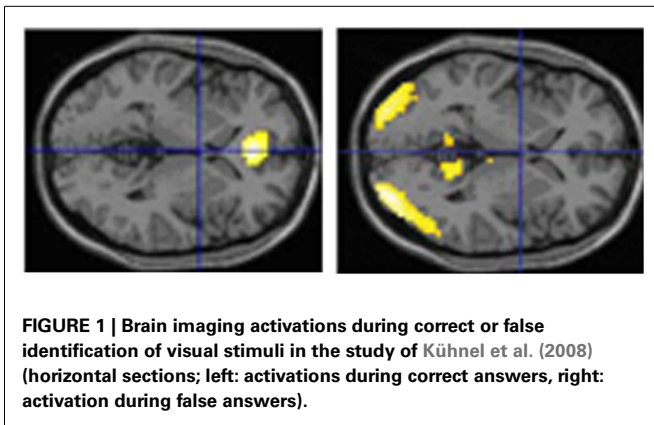 FIGURE 1 | Brain imaging activations during correct or false
identification of visual stimuli in the study of Kühnel et al. (2008)
(horizontal sections; left: activations during correct answers, right:
activation during false answers).